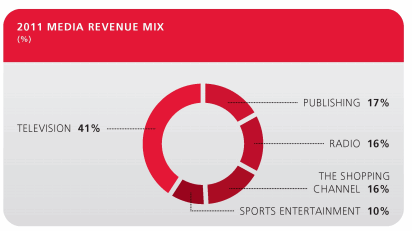 2011 MEDIA REVENUE MIX
(%)
PUBLISHING 17%
TELEVISION 41%
RADIO 16%
THE SHOPPING
CHANNEL 16%
SPORTS ENTERTAINMENT 10%